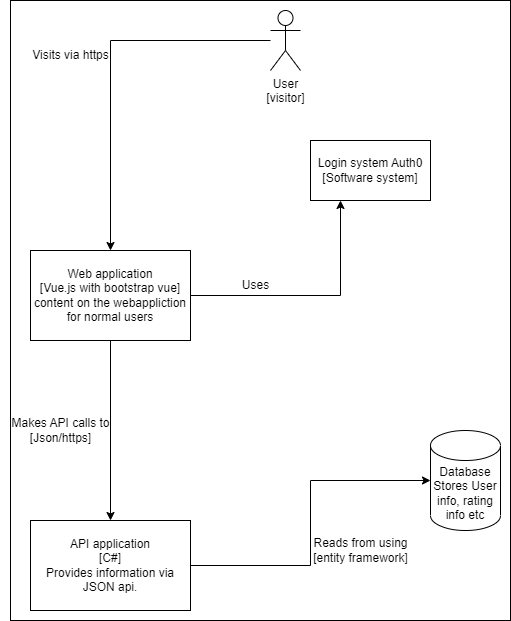 User
[visitor]
Visits via https
Login system Auth0
[Software system]
Web application
[Vue.js with bootstrap vue]
content on the webappliction
for normal users
Uses
Makes API calls to
[Json/https]
Database
Stores User
info, rating
info etc
API application
[C#]
Provides information via
JSON api.
Reads from using
[entity framework]